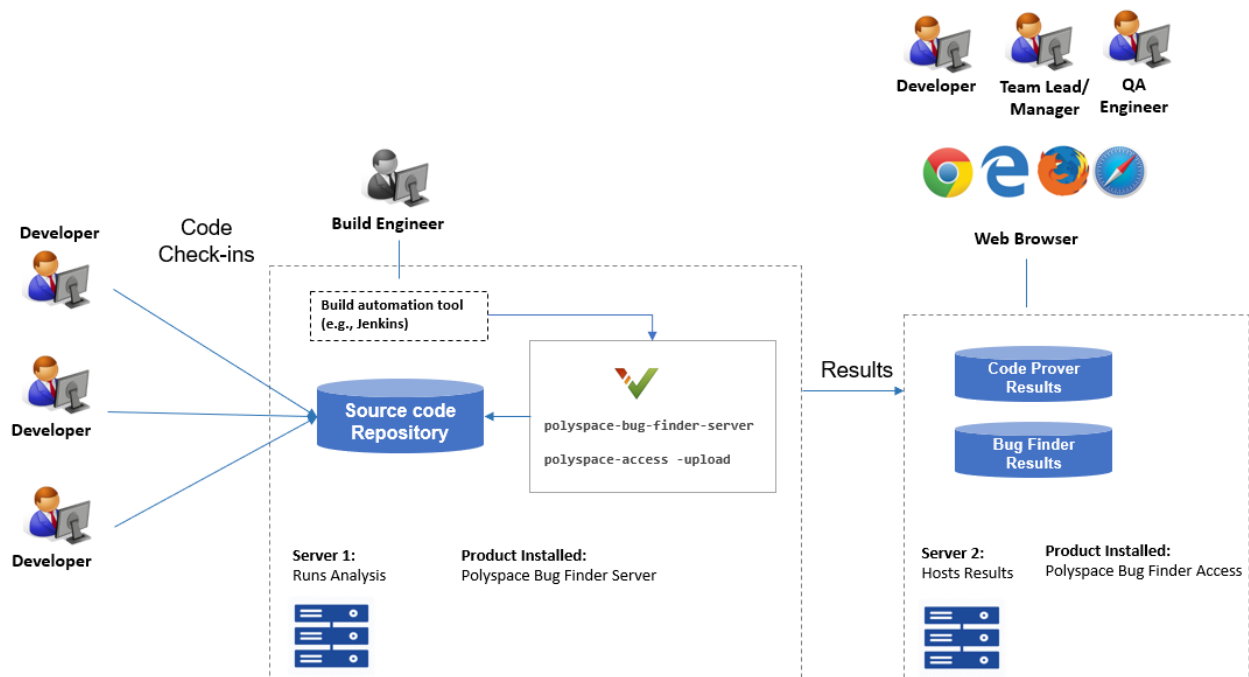 Developer
Team Lead/
Manager
QA
Engineer
Web Browser
Build Engineer
Code
Check-ins
Developer
Developer
Developer
Build automation tool
(e.g., Jenkins)
Source code
Repository
polyspace-bug-finder-server
polyspace-access -upload
Results
Code Prover
Results
Bug Finder
Results
Server 1:
Runs Analysis
Product Installed:
Polyspace Bug Finder Server
Server 2:
Hosts Results
Product Installed:
Polyspace Bug Finder Access